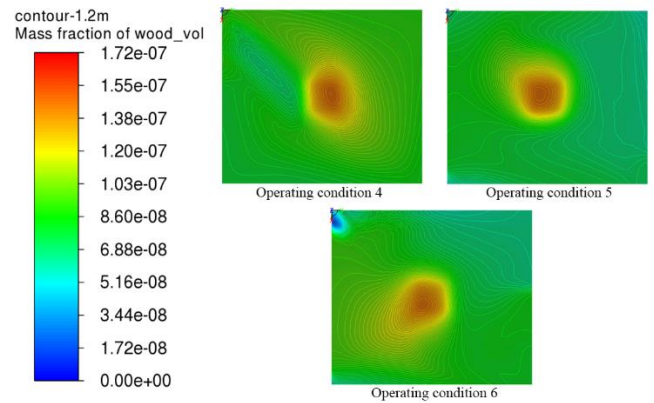 contour-1.2m
Mass fraction of wood_vol
1.72e-07
1.55e-07
1.38e-07
1.20e-07
1.03e-07
8.60e-08
6.88e-08
5.16e-08
3.44e-08
1.72e-08
0.00e+00
Operating condition 4
Operating condition 5
Operating condition 6